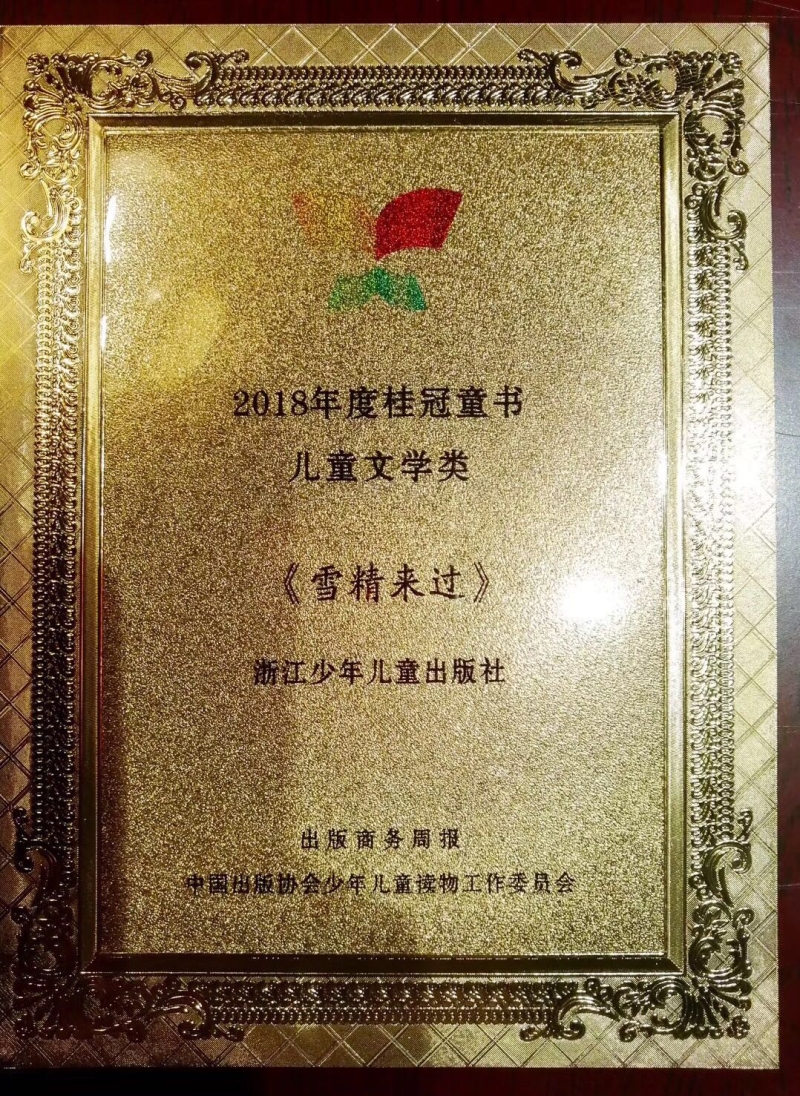 2018年度桂冠童书
儿童文学类
《雪精来过》
浙江少年儿童出版社
出版商务周报
中国出版协会少年儿童读物工作委员会